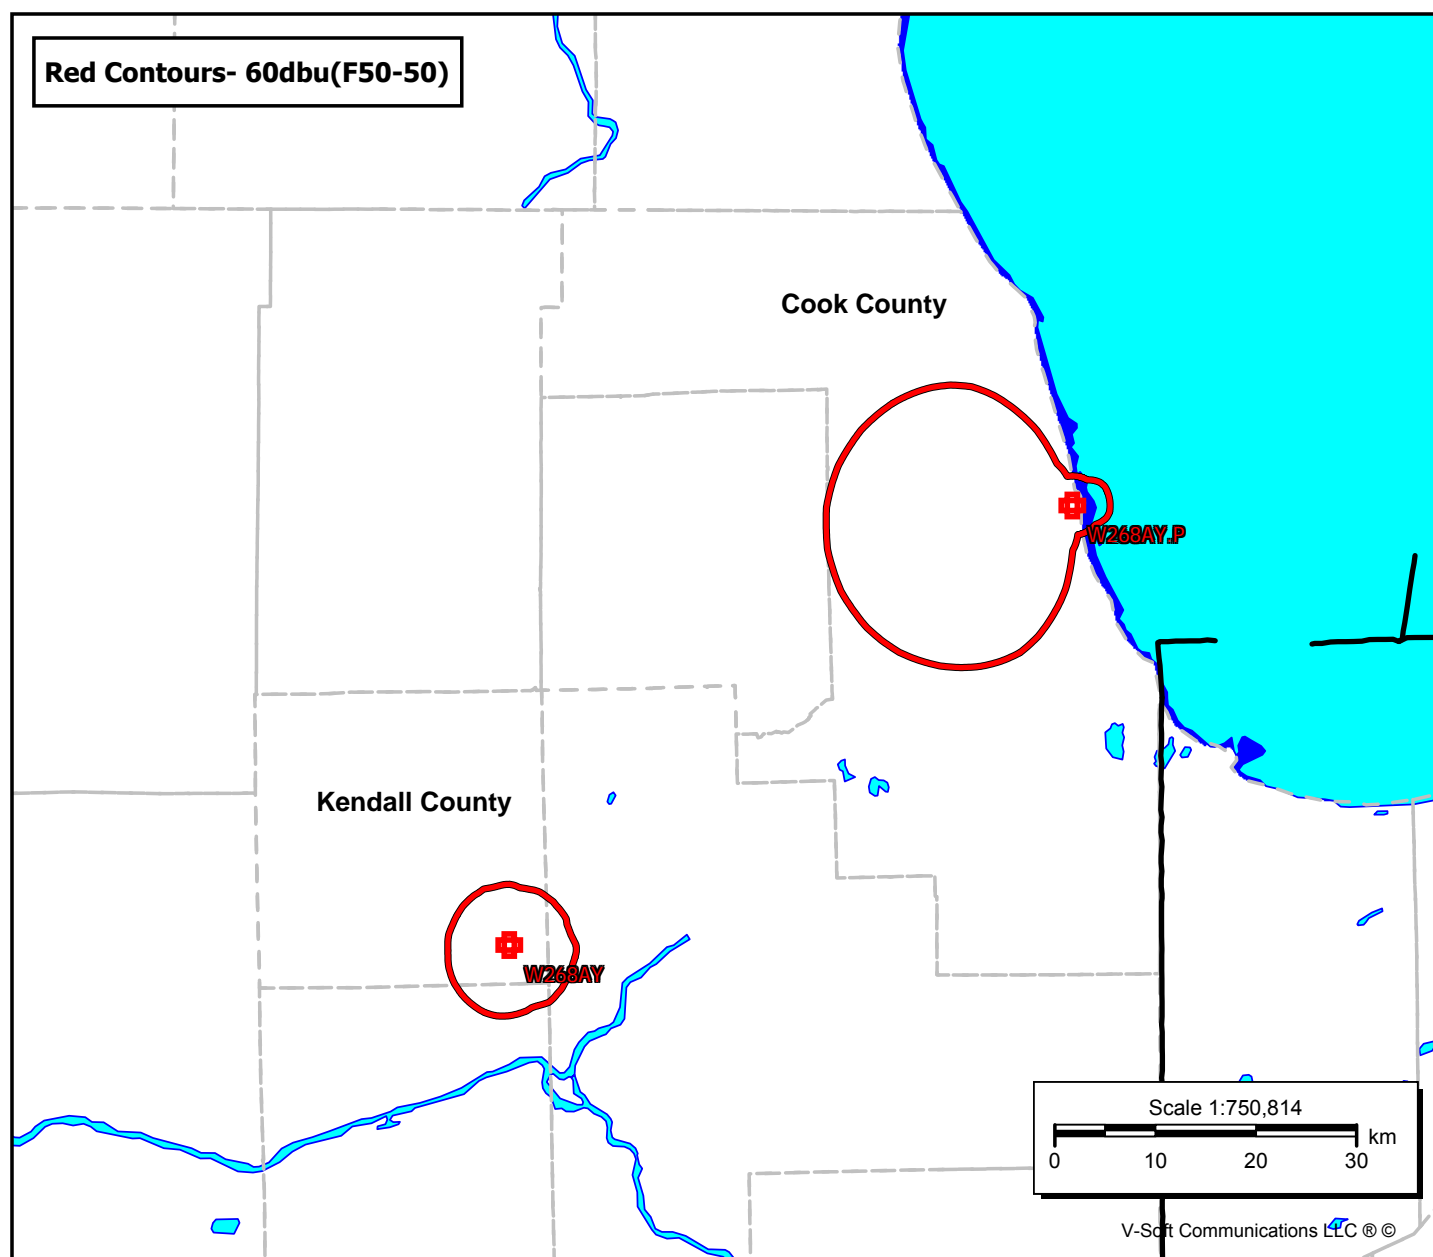 Red Contours- 60dbu(F50-50)
Cook County
W268AY.P
Kendall County
W268AY
Scale 1:750,814
km
0 10 20 30
V-Soft Communications LLC ® ©